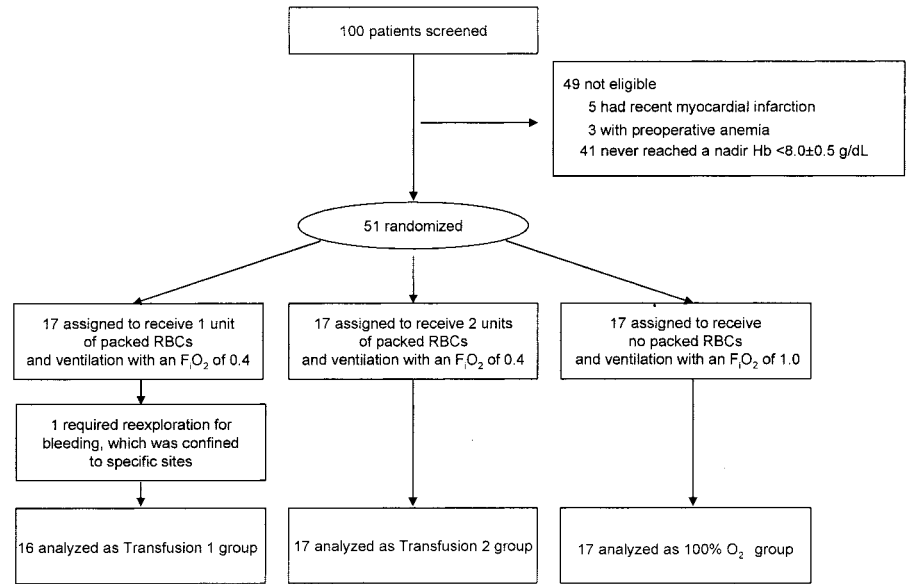 100 patients screened
49 not eligible
5 had recent myocardial infarction
3 with preoperative anemia
41 never reached a nadir Hb <8.0±0.5 g/dL
51 randomized
17 assigned to receive 1 unit
of packed RBCs
and ventilation with an FIO2 of 0.4
17 assigned to receive 2 units
of packed RBCs
and ventilation with an FIO2 of 0.4
17 assigned to receive
no packed RBCs
and ventilation with an FIO2 of 1.0
1 required reexploration for
bleeding, which was confined
to specific sites
16 analyzed as Transfusion 1 group
17 analyzed as Transfusion 2 group
17 analyzed as 100% O2 group